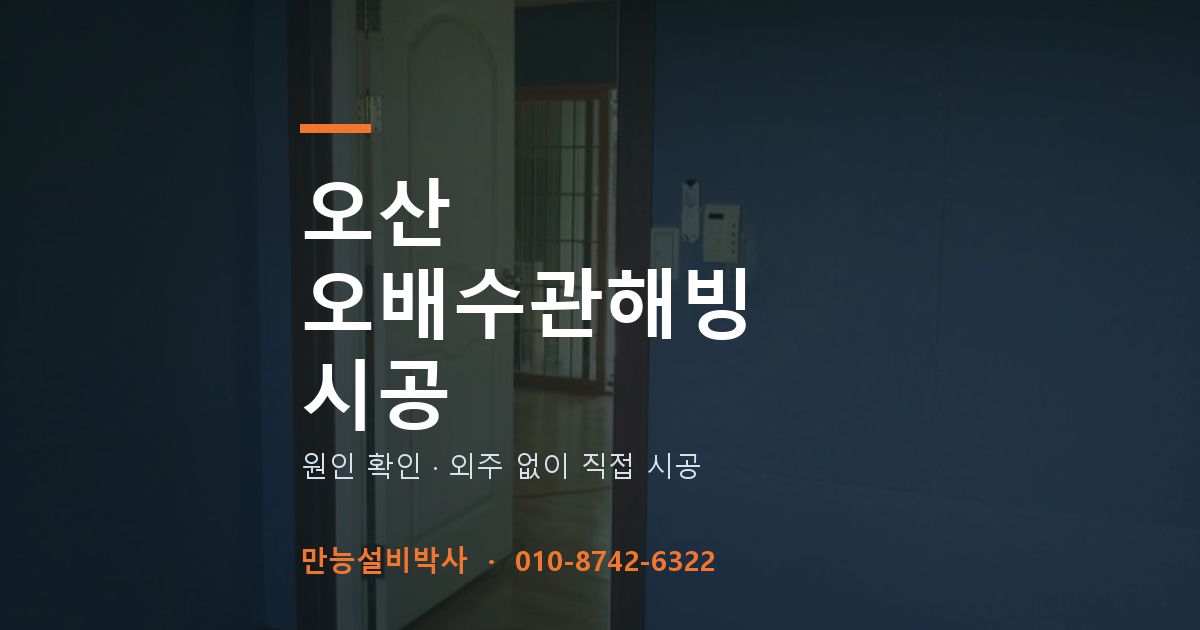 오산
오배수관해빙
시공
원인 확인 · 외주 없이 직접 시공
만능설비박사 · 010-8742-6322